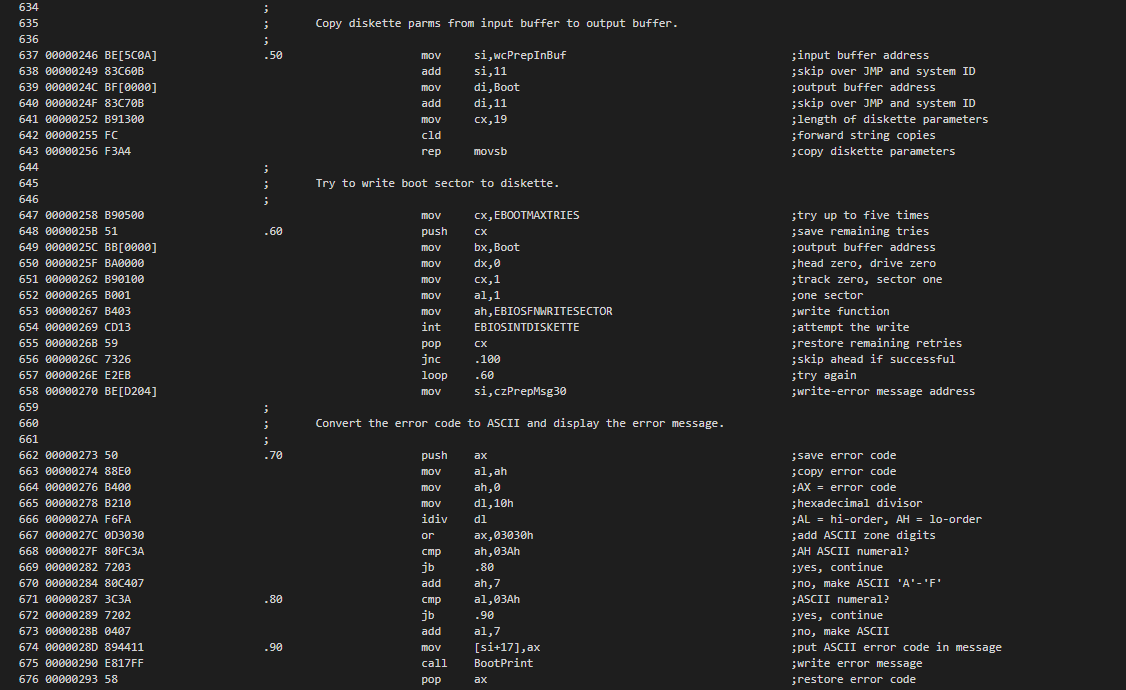 634 ;
635 ; Copy diskette parms from input buffer to output buffer.
636 ;
637 00000246 BE[5C0A] .50 mov si,wcPrepInBuf ;input buffer address
638 00000249 83C60B add si,11 ;skip over JMP and system ID
639 0000024C BF[0000] mov di,Boot ;output buffer address
640 0000024F 83C70B add di,11 ;skip over JMP and system ID
641 00000252 B91300 mov cx,19 ;length of diskette parameters
642 00000255 FC cld ;forward string copies
643 00000256 F3A4 rep movsb ;copy diskette parameters
644 ;
645 ; Try to write boot sector to diskette.
646 ;
647 00000258 B90500 mov cx,EBOOTMAXTRIES ;try up to five times
648 0000025B 51 .60 push cx ;save remaining tries
649 0000025C BB[0000] mov bx,Boot ;output buffer address
650 0000025F BA0000 mov dx,0 ;head zero, drive zero
651 00000262 B90100 mov cx,1 ;track zero, sector one
652 00000265 B001 mov al,1 ;one sector
653 00000267 B403 mov ah,EBIOSFNWRITESECTOR ;write function
654 00000269 CD13 int EBIOSINTDISKETTE ;attempt the write
655 0000026B 59 pop cx ;restore remaining retries
656 0000026C 7326 jnc .100 ;skip ahead if successful
657 0000026E E2EB loop .60 ;try again
658 00000270 BE[D204] mov si,czPrepMsg30 ;write-error message address
659 ;
660 ; Convert the error code to ASCII and display the error message.
661 ;
662 00000273 50 .70 push ax ;save error code
663 00000274 88E0 mov al,ah ;copy error code
664 00000276 B400 mov ah,0 ;AX = error code
665 00000278 B210 mov dl,10h ;hexadecimal divisor
666 0000027A F6FA idiv dl ;AL = hi-order, AH = lo-order
667 0000027C 0D3030 or ax,03030h ;add ASCII zone digits
668 0000027F 80FC3A cmp ah,03Ah ;AH ASCII numeral?
669 00000282 7203 jb .80 ;yes, continue
670 00000284 80C407 add ah,7 ;no, make ASCII 'A'-'F'
671 00000287 3C3A .80 cmp al,03Ah ;ASCII numeral?
672 00000289 7202 jb .90 ;yes, continue
673 0000028B 0407 add al,7 ;no, make ASCII
674 0000028D 894411 .90 mov [si+17],ax ;put ASCII error code in message
675 00000290 E817FF call BootPrint ;write error message
676 00000293 58 pop ax ;restore error code